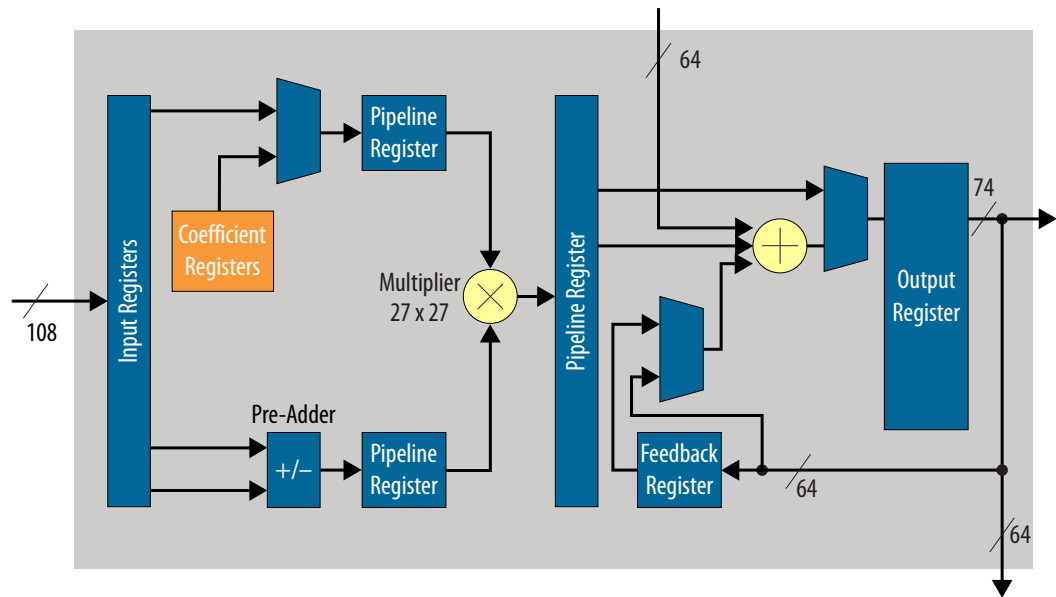 64
Pipeline
Register
Coefficient
Registers
Input Registers
108
Multiplier
27 x 27
Pre-Adder
+/−
Pipeline
Register
Pipeline Register
74
Output
Register
Feedback
Register
64
64